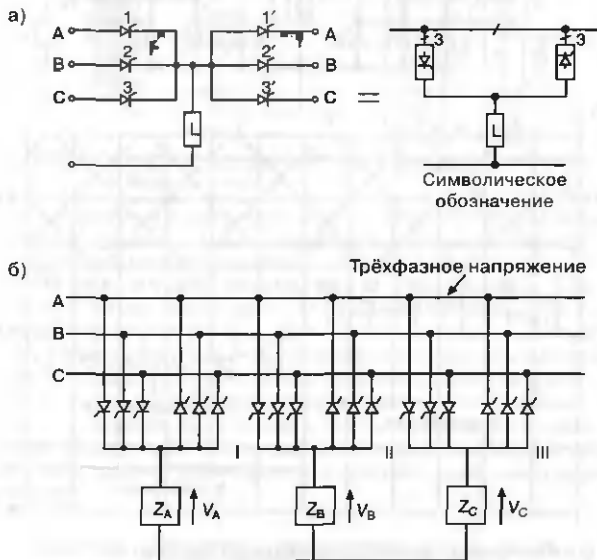 а)
1 1′
A A
2 2′
B B
3 3′
C C
=
3 3
L
L
Символическое
обозначение
б)
Трёхфазное напряжение
A
B
C
I II III
Z_A V_A Z_B V_B Z_C V_C